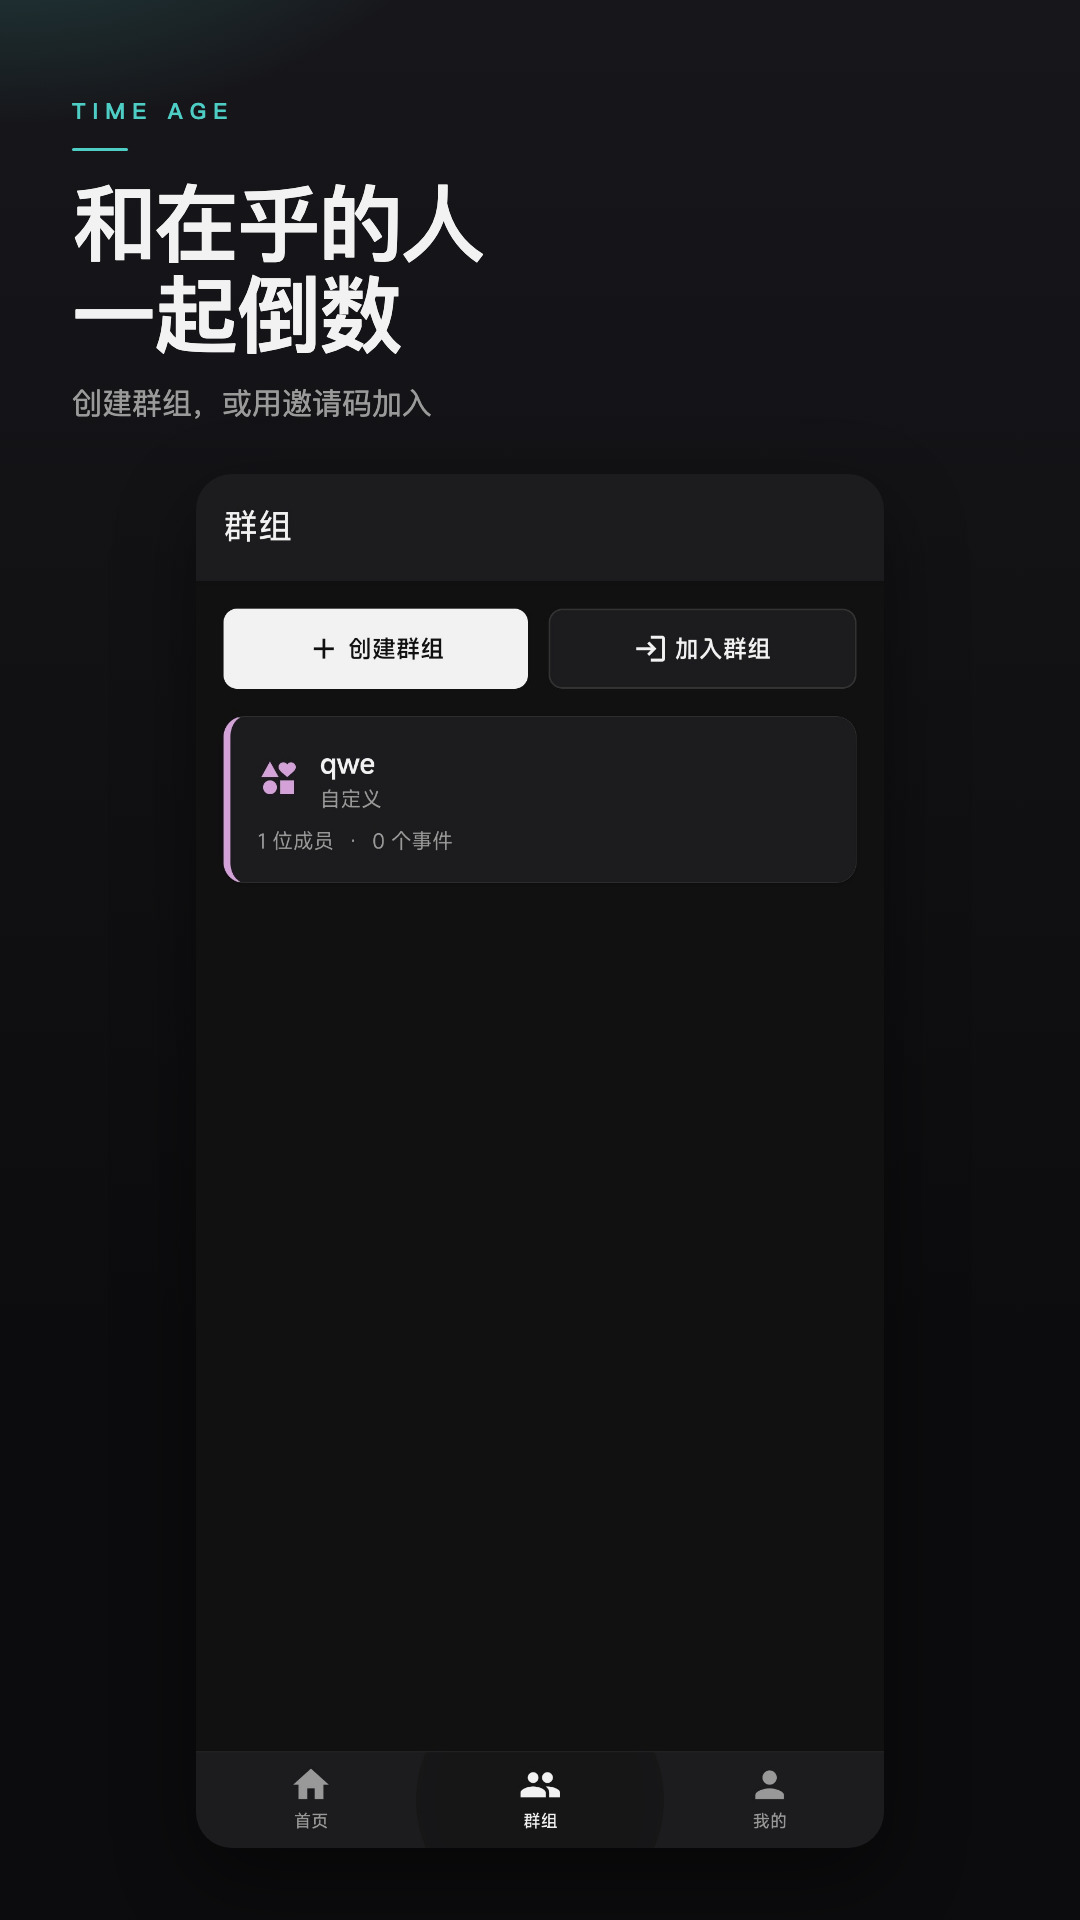 TIME AGE
和在乎的人
一起倒数
创建群组，或用邀请码加入
群组
创建群组
加入群组
qwe
自定义
1 位成员 · 0 个事件
首页
群组
我的